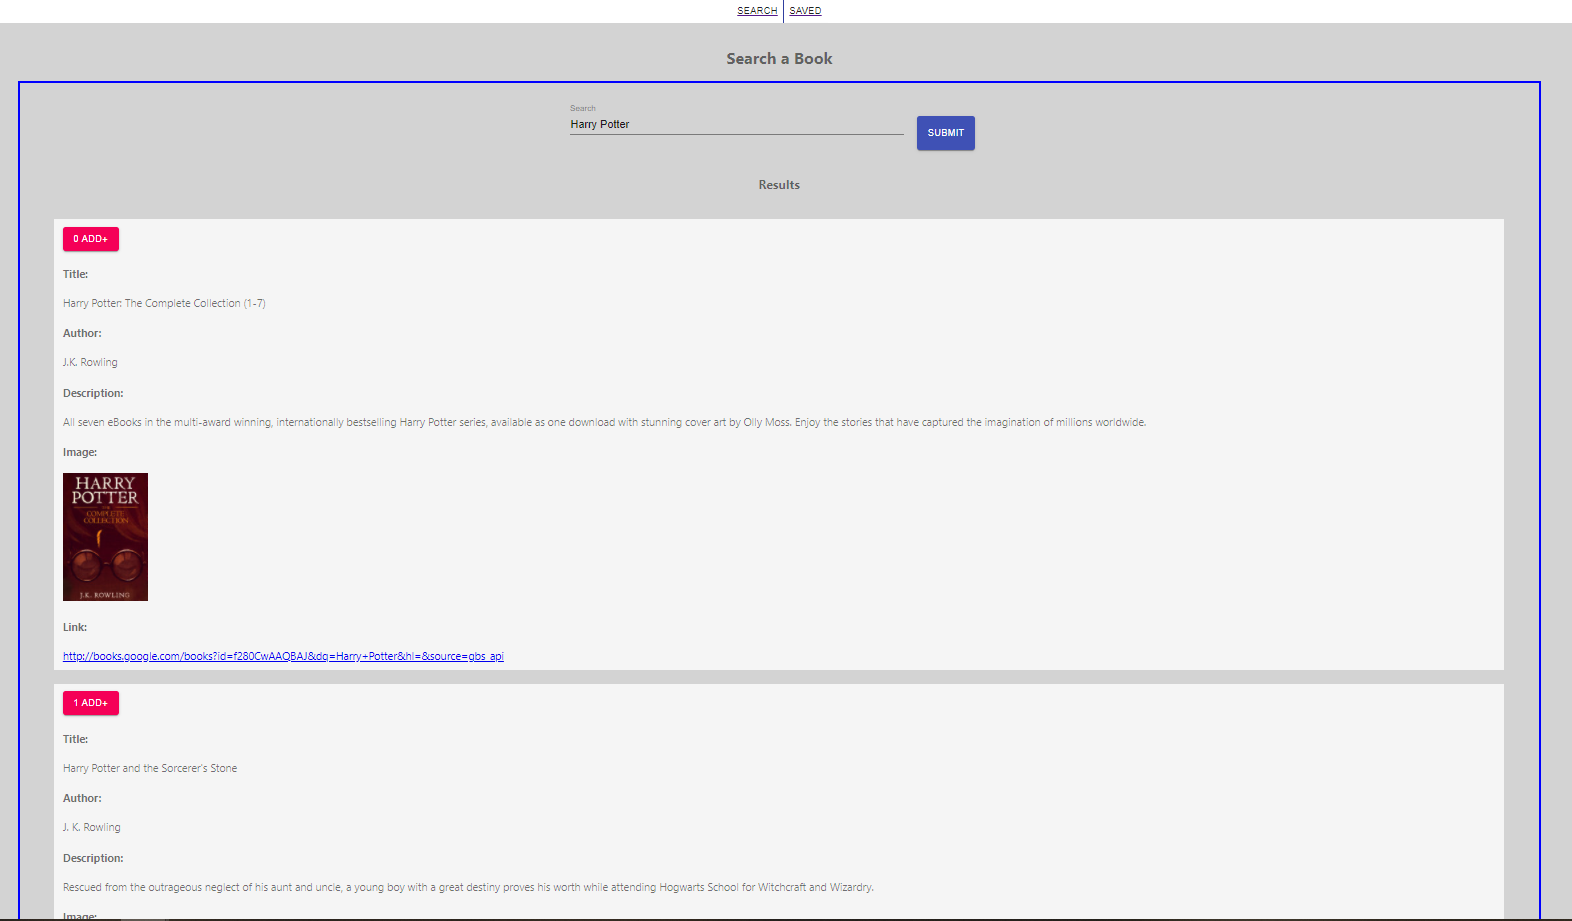 SEARCH SAVED
Search a Book
Search
Harry Potter
SUBMIT
Results
0 ADD+
Title:
Harry Potter: The Complete Collection (1-7)
Author:
J.K. Rowling
Description:
All seven eBooks in the multi-award winning, internationally bestselling Harry Potter series, available as one download with stunning cover art by Olly Moss. Enjoy the stories that have captured the imagination of millions worldwide.
Image:
HARRY
POTTER
THE
COMPLETE
COLLECTION
J.K. ROWLING
Link:
http://books.google.com/books?id=f280CwAAQBAJ&dq=Harry+Potter&hl=&source=gbs_api
1 ADD+
Title:
Harry Potter and the Sorcerer's Stone
Author:
J. K. Rowling
Description:
Rescued from the outrageous neglect of his aunt and uncle, a young boy with a great destiny proves his worth while attending Hogwarts School for Witchcraft and Wizardry.
Image: